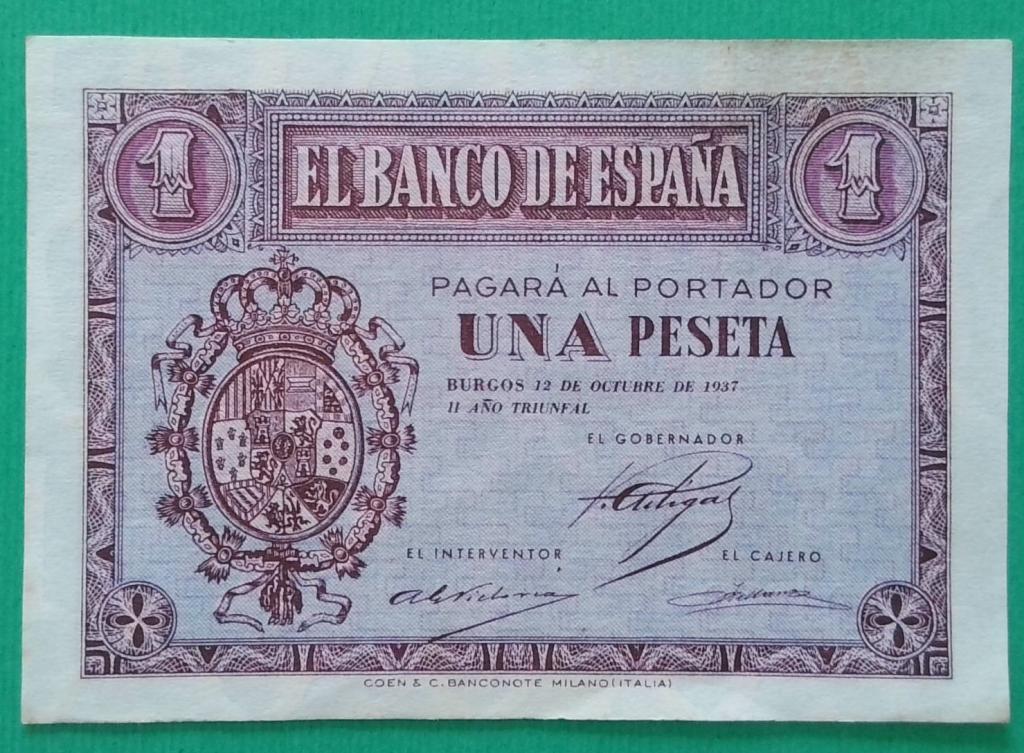 1 EL BANCO DE ESPAÑA 1
PAGARÁ AL PORTADOR
UNA PESETA
BURGOS 12 DE OCTUBRE DE 1937
II AÑO TRIUNFAL
EL GOBERNADOR
EL INTERVENTOR EL CAJERO
COEN & C. BANCONOTE MILANO (ITALIA)